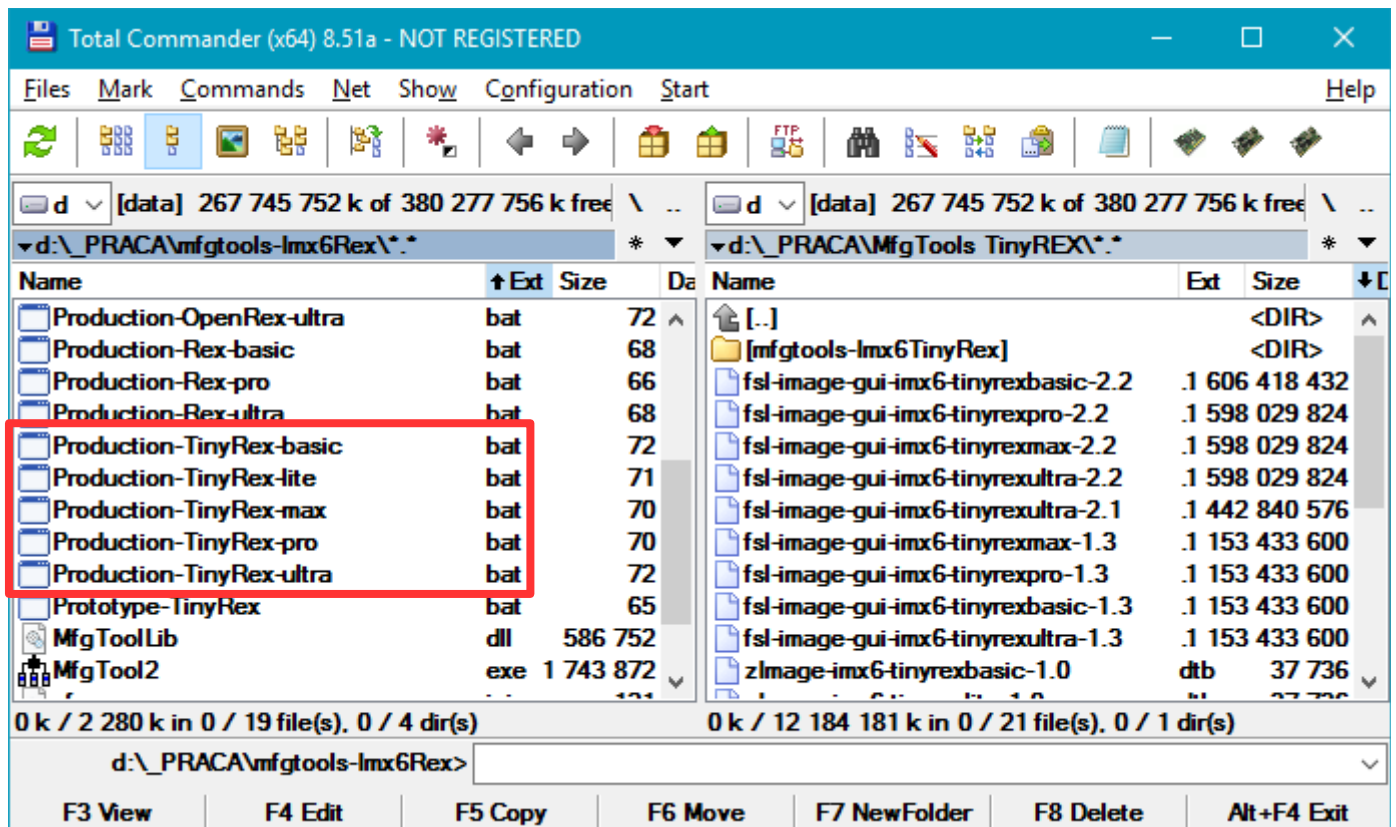 Total Commander (x64) 8.51a - NOT REGISTERED
Files Mark Commands Net Show Configuration Start Help
FTP
d [data] 267 745 752 k of 380 277 756 k free \ ..
d [data] 267 745 752 k of 380 277 756 k free \ ..
d:\_PRACA\mfgtools-Imx6Rex\*.* *
d:\_PRACA\MfgTools TinyREX\*.* *
Name Ext Size Da
Production-OpenRex-ultra bat 72
Production-Rex-basic bat 68
Production-Rex-pro bat 66
Production-Rex-ultra bat 68
Production-TinyRex-basic bat 72
Production-TinyRex-lite bat 71
Production-TinyRex-max bat 70
Production-TinyRex-pro bat 70
Production-TinyRex-ultra bat 72
Prototype-TinyRex bat 65
MfgToolLib dll 586 752
MfgTool2 exe 1 743 872
0 k / 2 280 k in 0 / 19 file(s), 0 / 4 dir(s)
Name Ext Size D
[..] <DIR>
[mfgtools-Imx6TinyRex] <DIR>
fsl-image-gui-imx6-tinyrexbasic-2.2 .1 606 418 432
fsl-image-gui-imx6-tinyrexpro-2.2 .1 598 029 824
fsl-image-gui-imx6-tinyrexmax-2.2 .1 598 029 824
fsl-image-gui-imx6-tinyrexultra-2.2 .1 598 029 824
fsl-image-gui-imx6-tinyrexultra-2.1 .1 442 840 576
fsl-image-gui-imx6-tinyrexmax-1.3 .1 153 433 600
fsl-image-gui-imx6-tinyrexpro-1.3 .1 153 433 600
fsl-image-gui-imx6-tinyrexbasic-1.3 .1 153 433 600
fsl-image-gui-imx6-tinyrexultra-1.3 .1 153 433 600
zImage-imx6-tinyrexbasic-1.0 dtb 37 736
0 k / 12 184 181 k in 0 / 21 file(s), 0 / 1 dir(s)
d:\_PRACA\mfgtools-Imx6Rex>
F3 View F4 Edit F5 Copy F6 Move F7 NewFolder F8 Delete Alt+F4 Exit